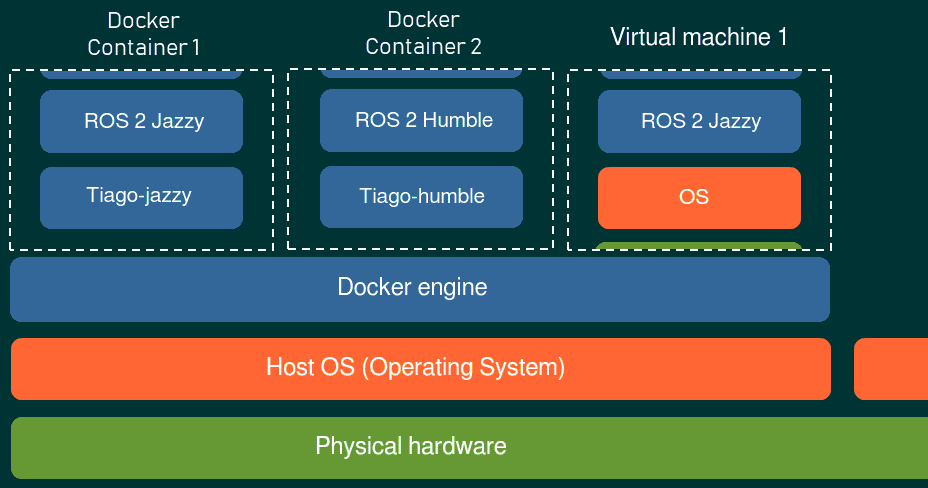 Docker
Container 1
Docker
Container 2
Virtual machine 1
ROS 2 Jazzy
ROS 2 Humble
ROS 2 Jazzy
Tiago-jazzy
Tiago-humble
OS
Docker engine
Host OS (Operating System)
Physical hardware